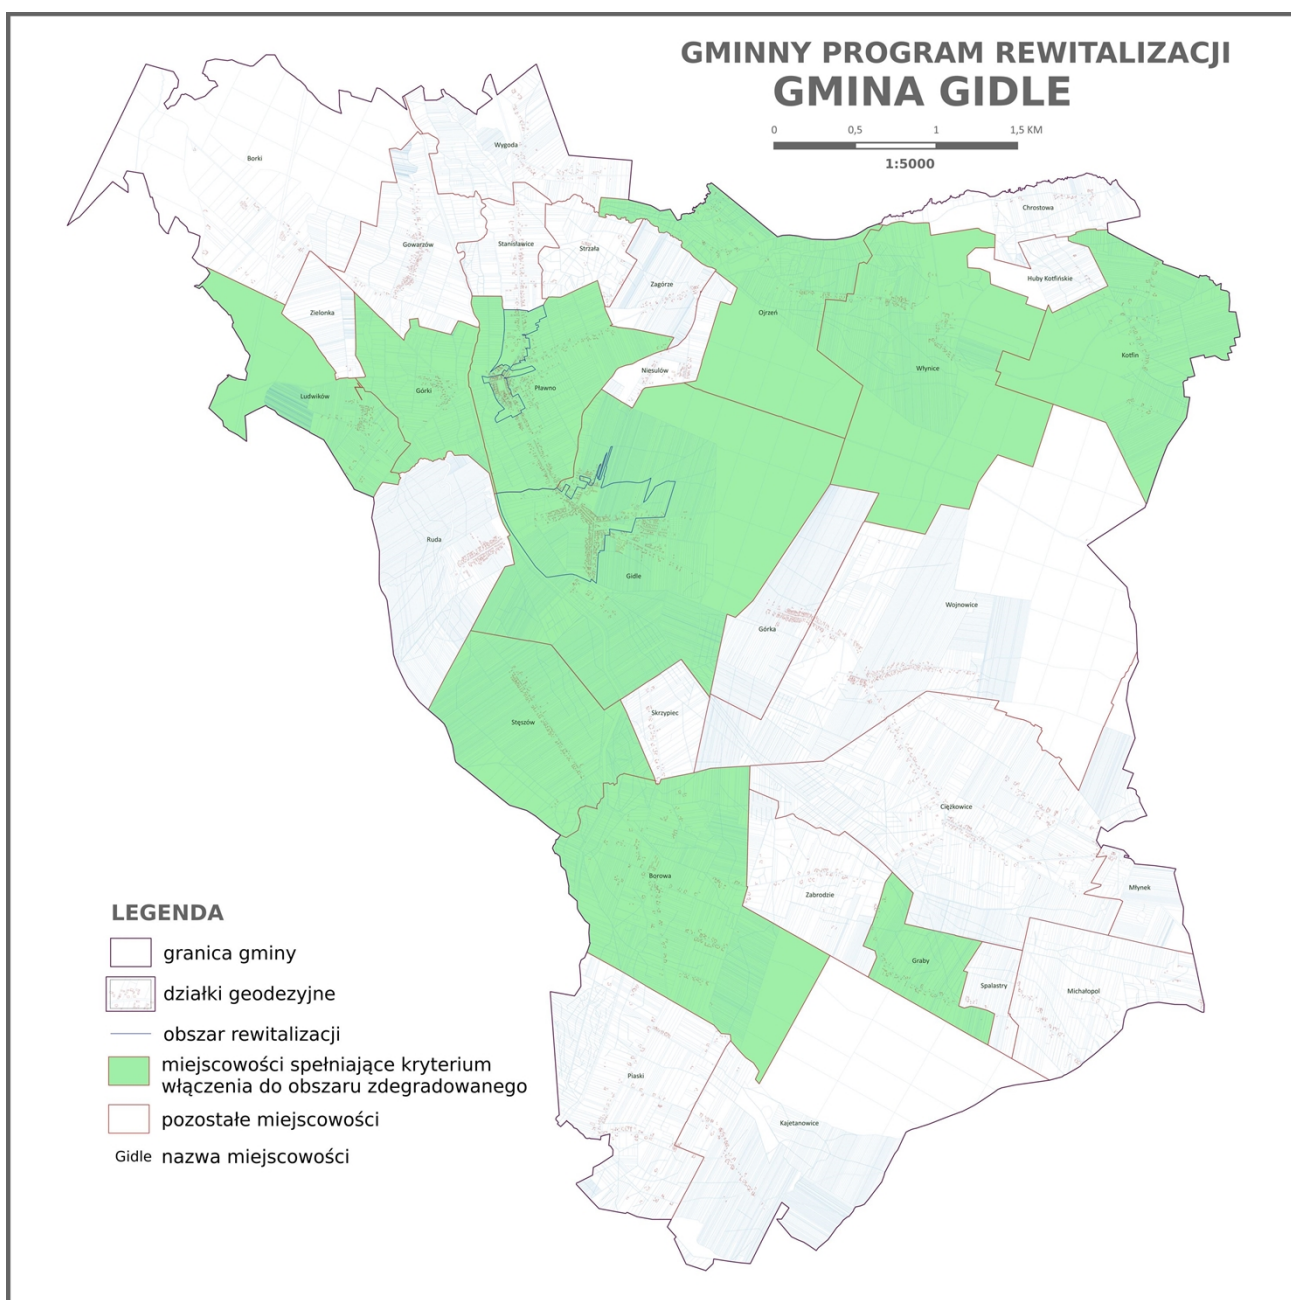 GMINNY PROGRAM REWITALIZACJI
GMINA GIDLE
0 0,5 1 1,5 KM
1:5000
Borki
Wygoda
Chrostowa
Gowarzów
Stanisławice
Strzała
Zagórze
Huby Kotfińskie
Zielonka
Ojrzeń
Kotfin
Włynice
Niesulów
Ludwików
Górki
Pławno
Ruda
Gidle
Wojnowice
Górka
Skrzypiec
Stęszów
Ciężkowice
Borowa
Zabrodzie
Młynek
Graby
Spalastry
Michałopol
Piaski
Kajetanowice
LEGENDA
granica gminy
działki geodezyjne
obszar rewitalizacji
miejscowości spełniające kryterium
włączenia do obszaru zdegradowanego
pozostałe miejscowości
Gidle nazwa miejscowości